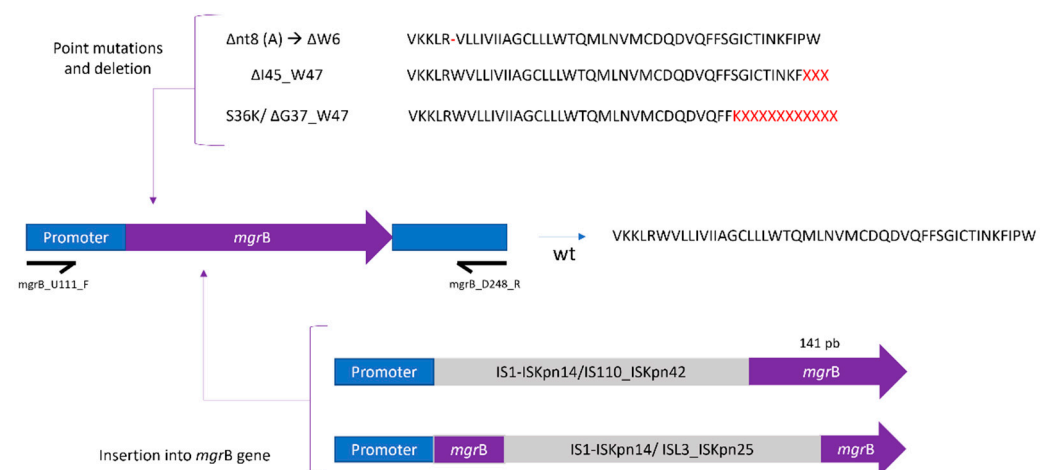 Point mutations
and deletion
Δnt8 (A) → ΔW6 VKKLR-VLLIVIIAGCLLLWTQMLNVMCDQDVQFFSGICTINKFIPW
ΔI45_W47 VKKLRWVLLIVIIAGCLLLWTQMLNVMCDQDVQFFSGICTINKFXXX
S36K/ ΔG37_W47 VKKLRWVLLIVIIAGCLLLWTQMLNVMCDQDVQFFKXXXXXXXXXXX
Promoter mgrB wt VKKLRWVLLIVIIAGCLLLWTQMLNVMCDQDVQFFSGICTINKFIPW
mgrB_U111_F mgrB_D248_R
141 pb
Promoter IS1-ISKpn14/IS110_ISKpn42 mgrB
Promoter mgrB IS1-ISKpn14/ ISL3_ISKpn25 mgrB
Insertion into mgrB gene